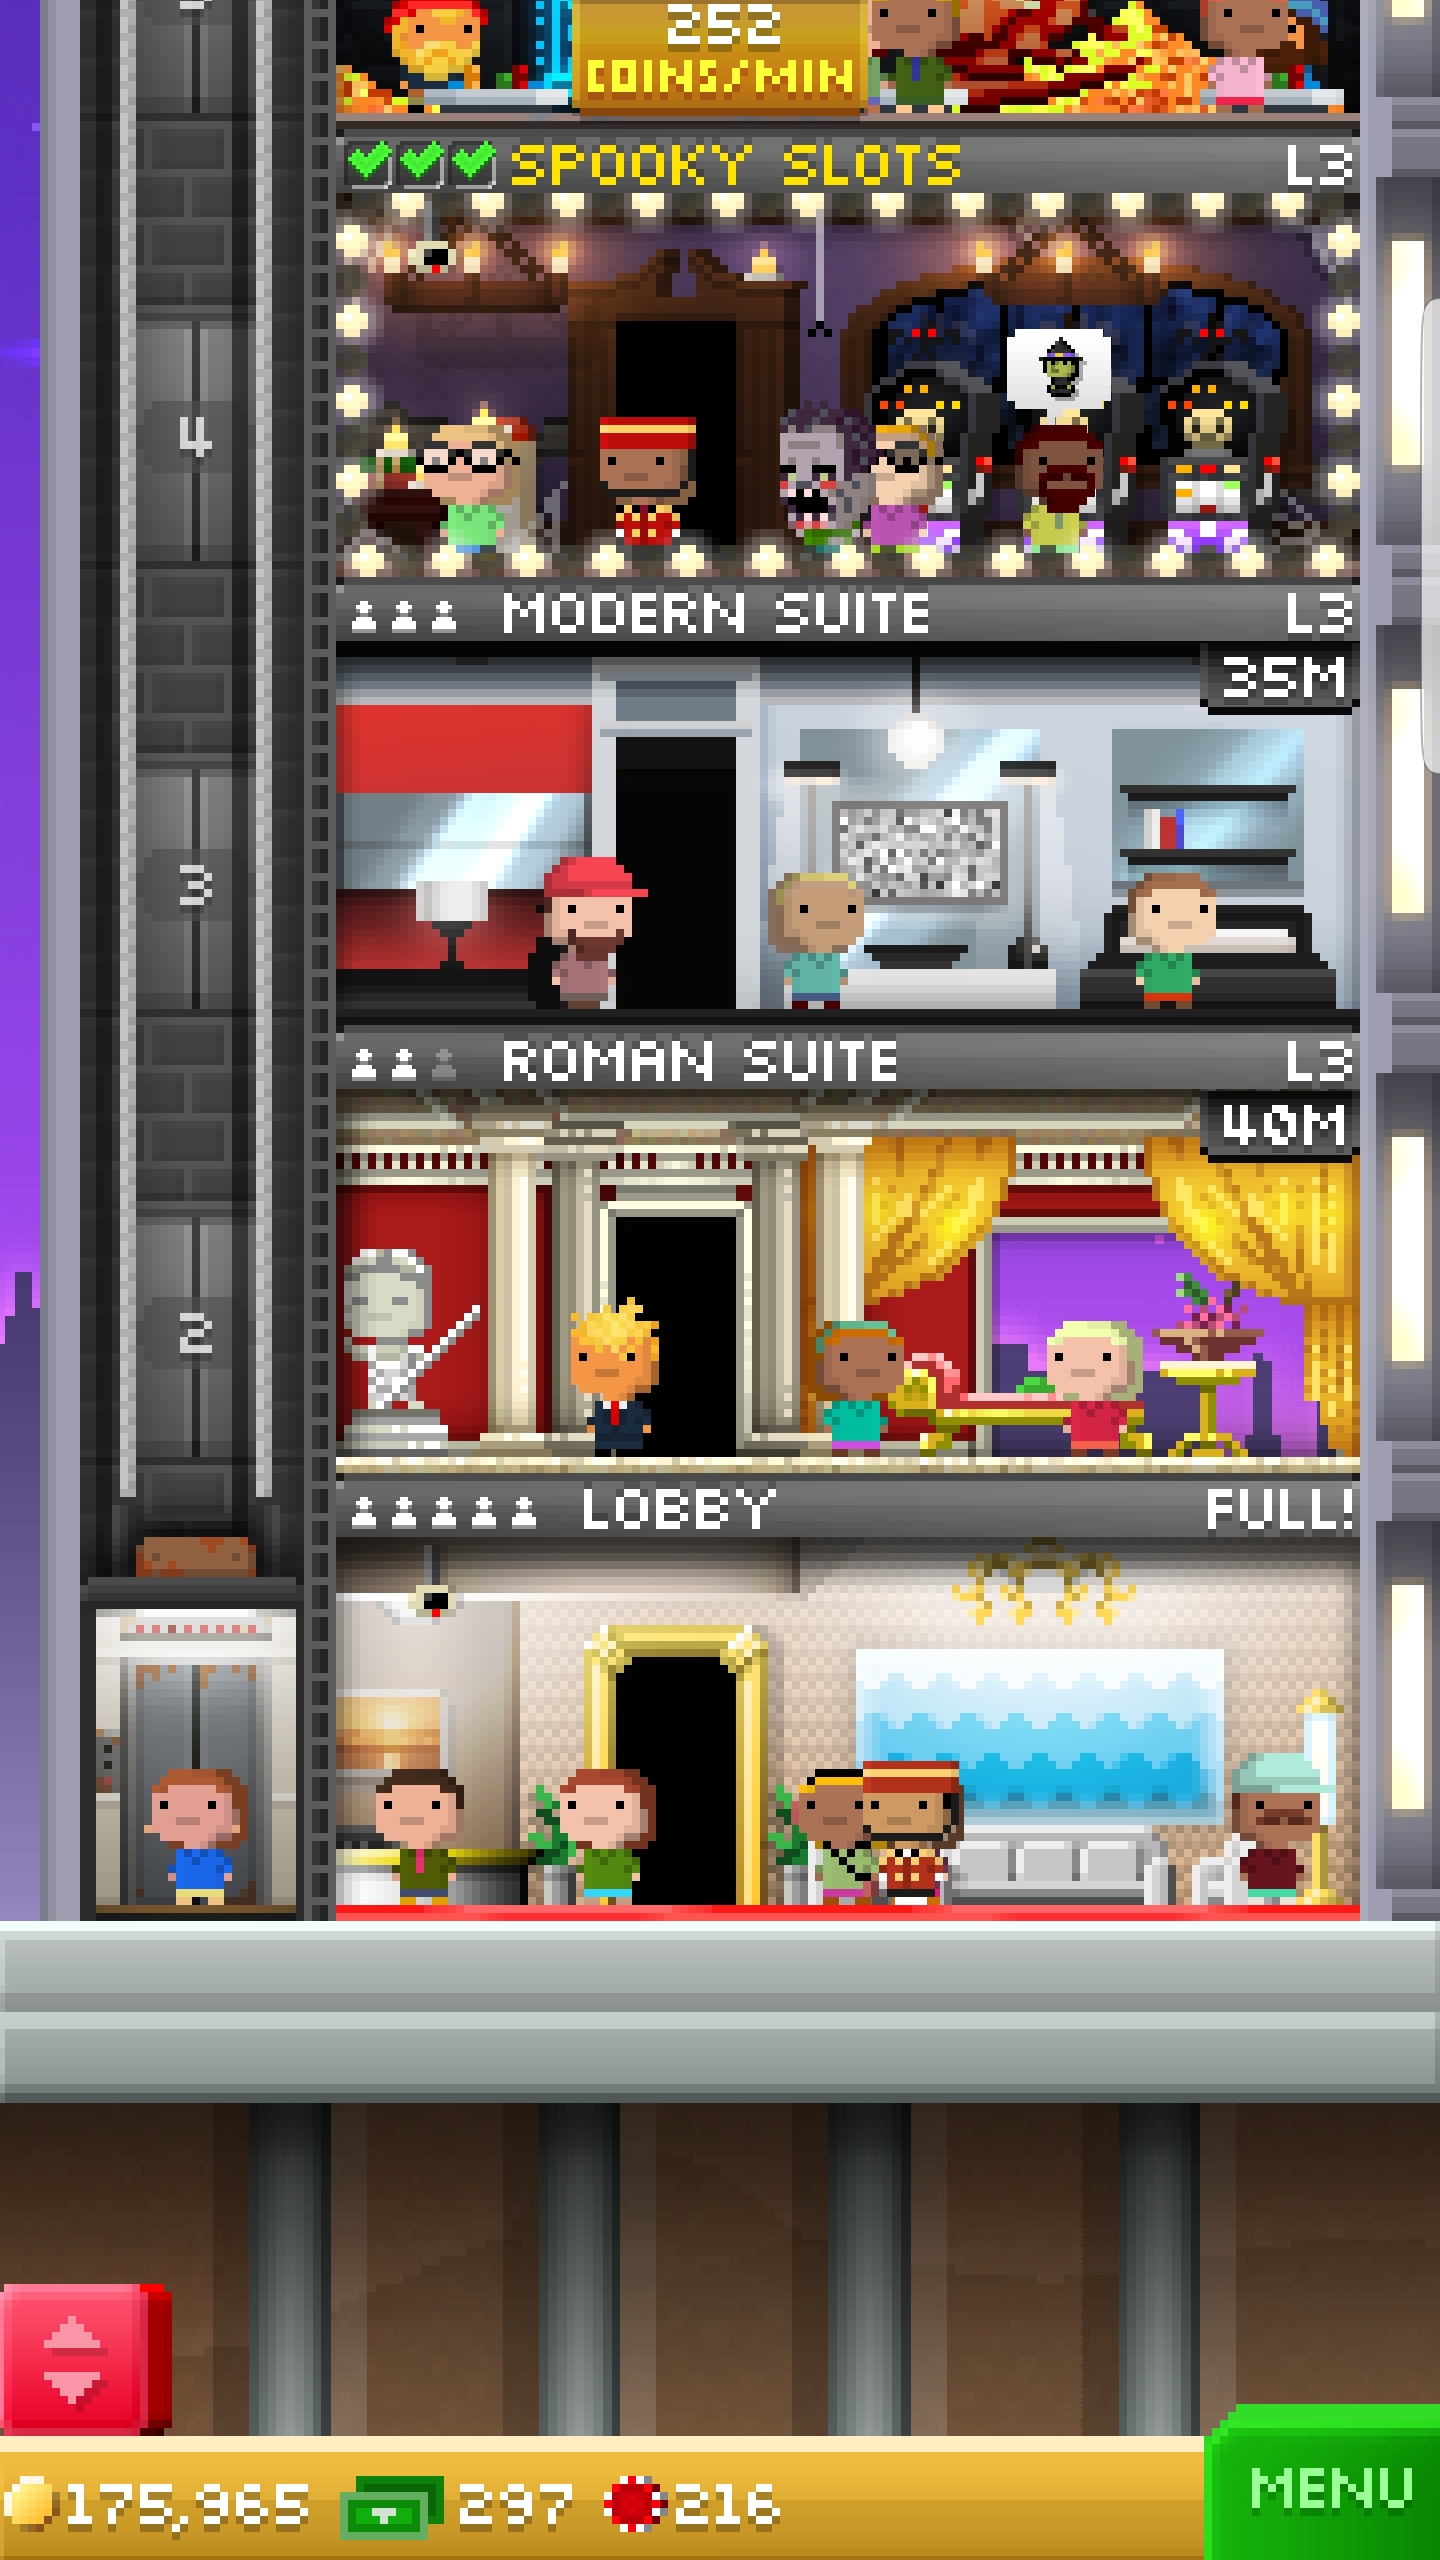 252
COINS/MIN
SPOOKY SLOTS L3
4
MODERN SUITE L3
35M
3
ROMAN SUITE L3
40M
2
LOBBY FULL!
175,965 297 216
MENU